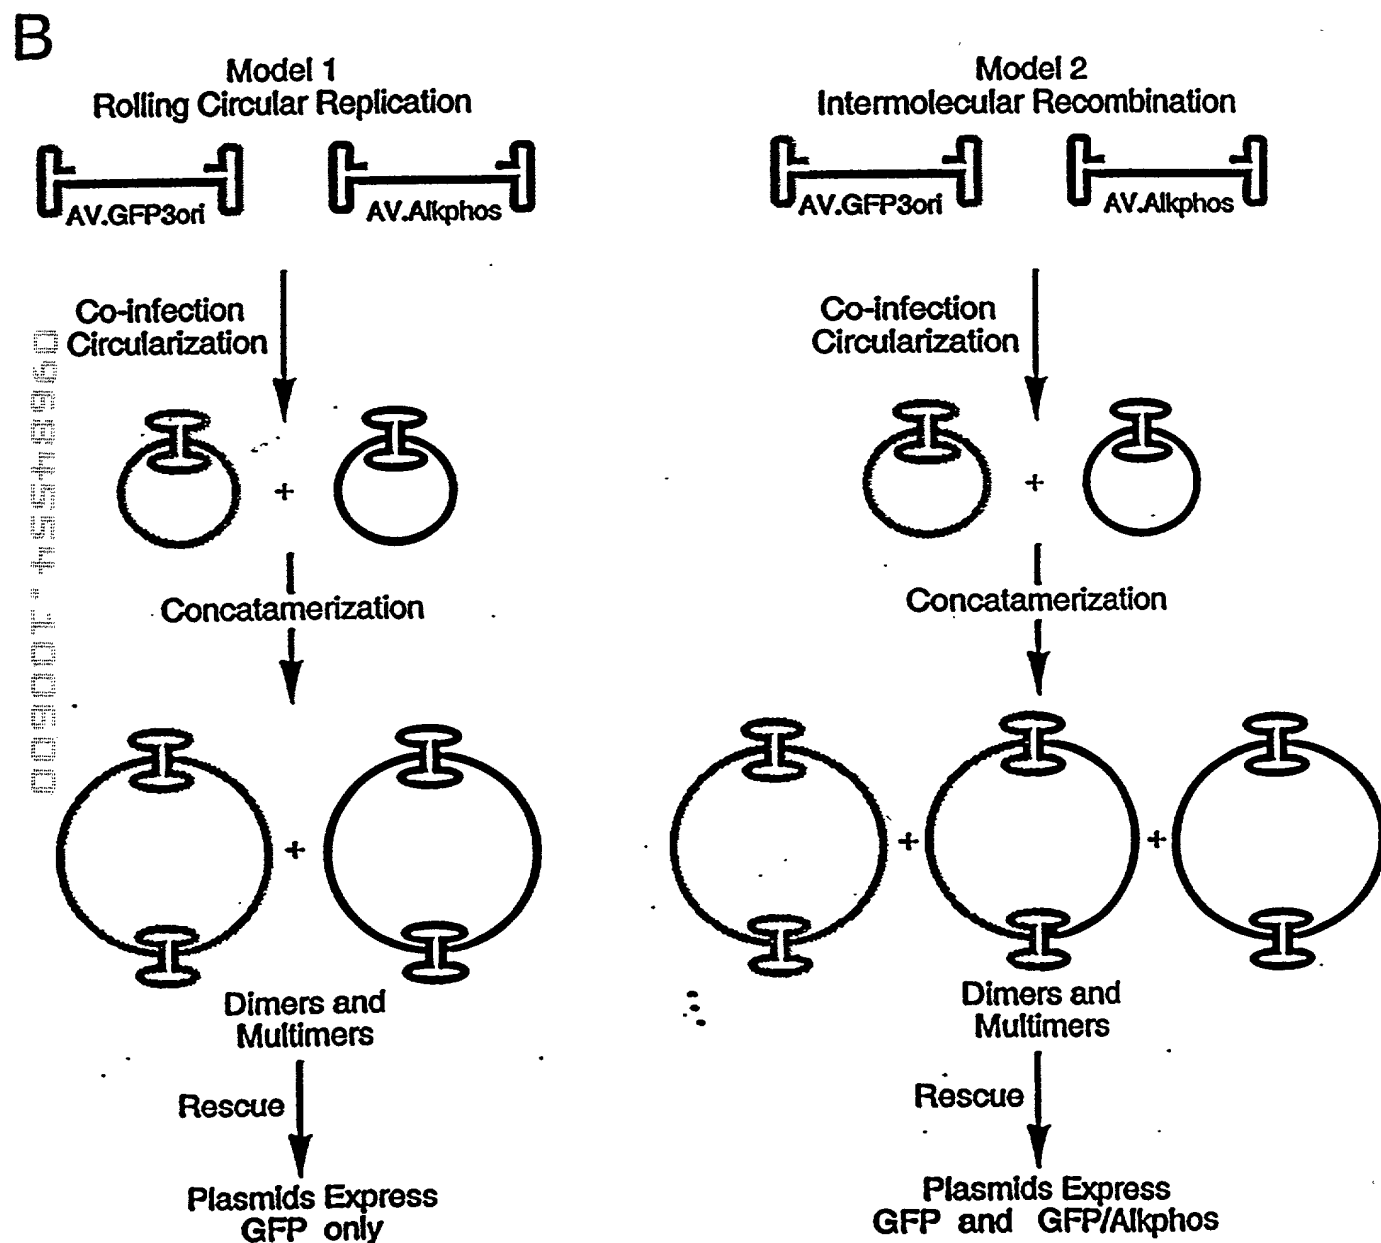 B
Model 1
Rolling Circular Replication
AV.GFP3ori
AV.Alkphos
Co-infection
Circularization
+
Concatamerization
+
Dimers and
Multimers
Rescue
Plasmids Express
GFP only
Model 2
Intermolecular Recombination
AV.GFP3ori
AV.Alkphos
Co-infection
Circularization
+
Concatamerization
+
+
Dimers and
Multimers
Rescue
Plasmids Express
GFP and GFP/Alkphos